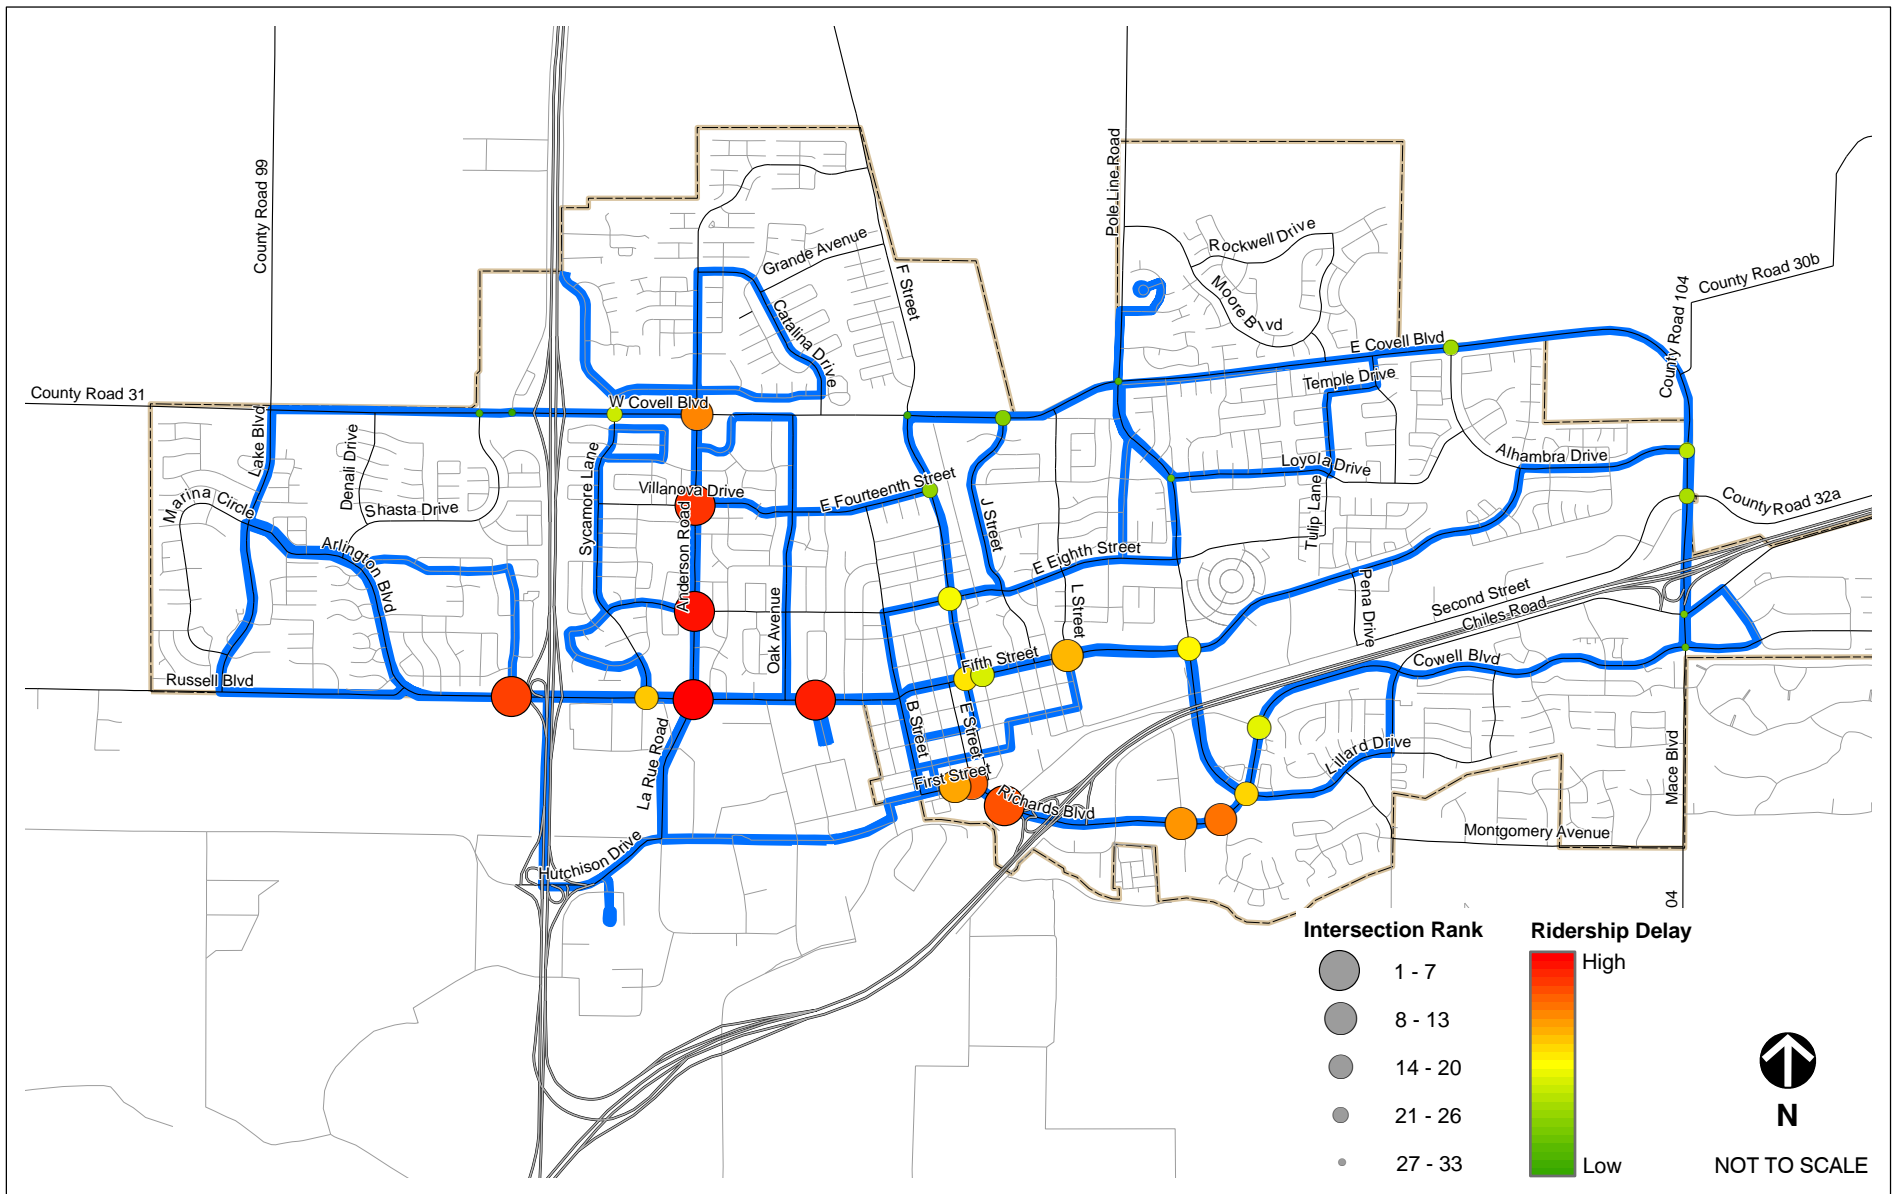 County Road 99
Pole Line Road
Rockwell Drive
Grande Avenue
F Street
Moore Blvd
County Road 104
County Road 30b
Catalina Drive
E Covell Blvd
County Road 31
W Covell Blvd
Temple Drive
Lake Blvd
Denali Drive
Sycamore Lane
Villanova Drive
E Fourteenth Street
Loyola Drive
Alhambra Drive
Marina Circle
Shasta Drive
J Street
Tulip Lane
County Road 32a
Arlington Blvd
Anderson Road
E Eighth Street
Oak Avenue
L Street
Pena Drive
Second Street
Chiles Road
Russell Blvd
Fifth Street
Cowell Blvd
B Street
E Street
La Rue Road
First Street
Richards Blvd
Lillard Drive
Mace Blvd
Hutchison Drive
Montgomery Avenue
04
Intersection Rank
1 - 7
8 - 13
14 - 20
21 - 26
27 - 33
Ridership Delay
High
Low
N
NOT TO SCALE